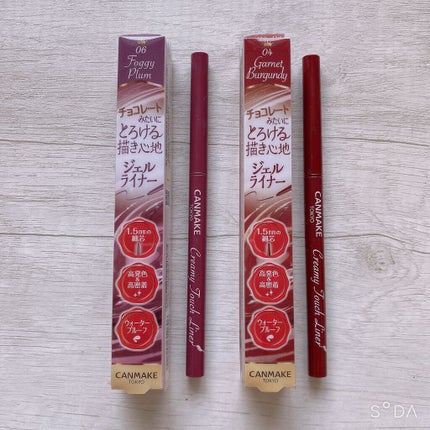 06
Foggy
Plum
チョコレート
みたいに
とろける
描き心地
ジェル
ライナー
1.5mmの
細芯
高発色
&
高密着
ウォーター
プルーフ
CANMAKE
TOKYO
CANMAKE
TOKYO
Creamy Touch Liner
04
Garnet
Burgundy
チョコレート
みたいに
とろける
描き心地
ジェル
ライナー
1.5mmの
細芯
高発色
&
高密着
ウォーター
プルーフ
CANMAKE
TOKYO
CANMAKE
TOKYO
Creamy Touch Liner